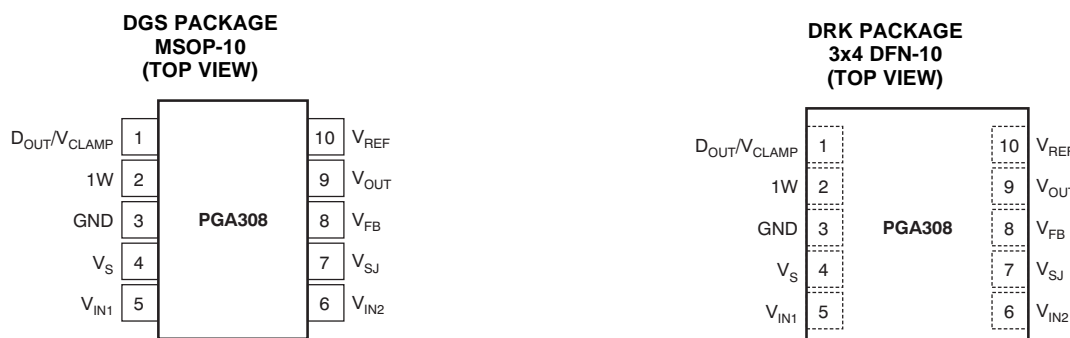 DGS PACKAGE
MSOP-10
(TOP VIEW)
DOUT/VCLAMP 1 10 VREF
1W 2 9 VOUT
GND 3 PGA308 8 VFB
VS 4 7 VSJ
VIN1 5 6 VIN2
DRK PACKAGE
3x4 DFN-10
(TOP VIEW)
DOUT/VCLAMP 1 10 VREF
1W 2 9 VOUT
GND 3 PGA308 8 VFB
VS 4 7 VSJ
VIN1 5 6 VIN2